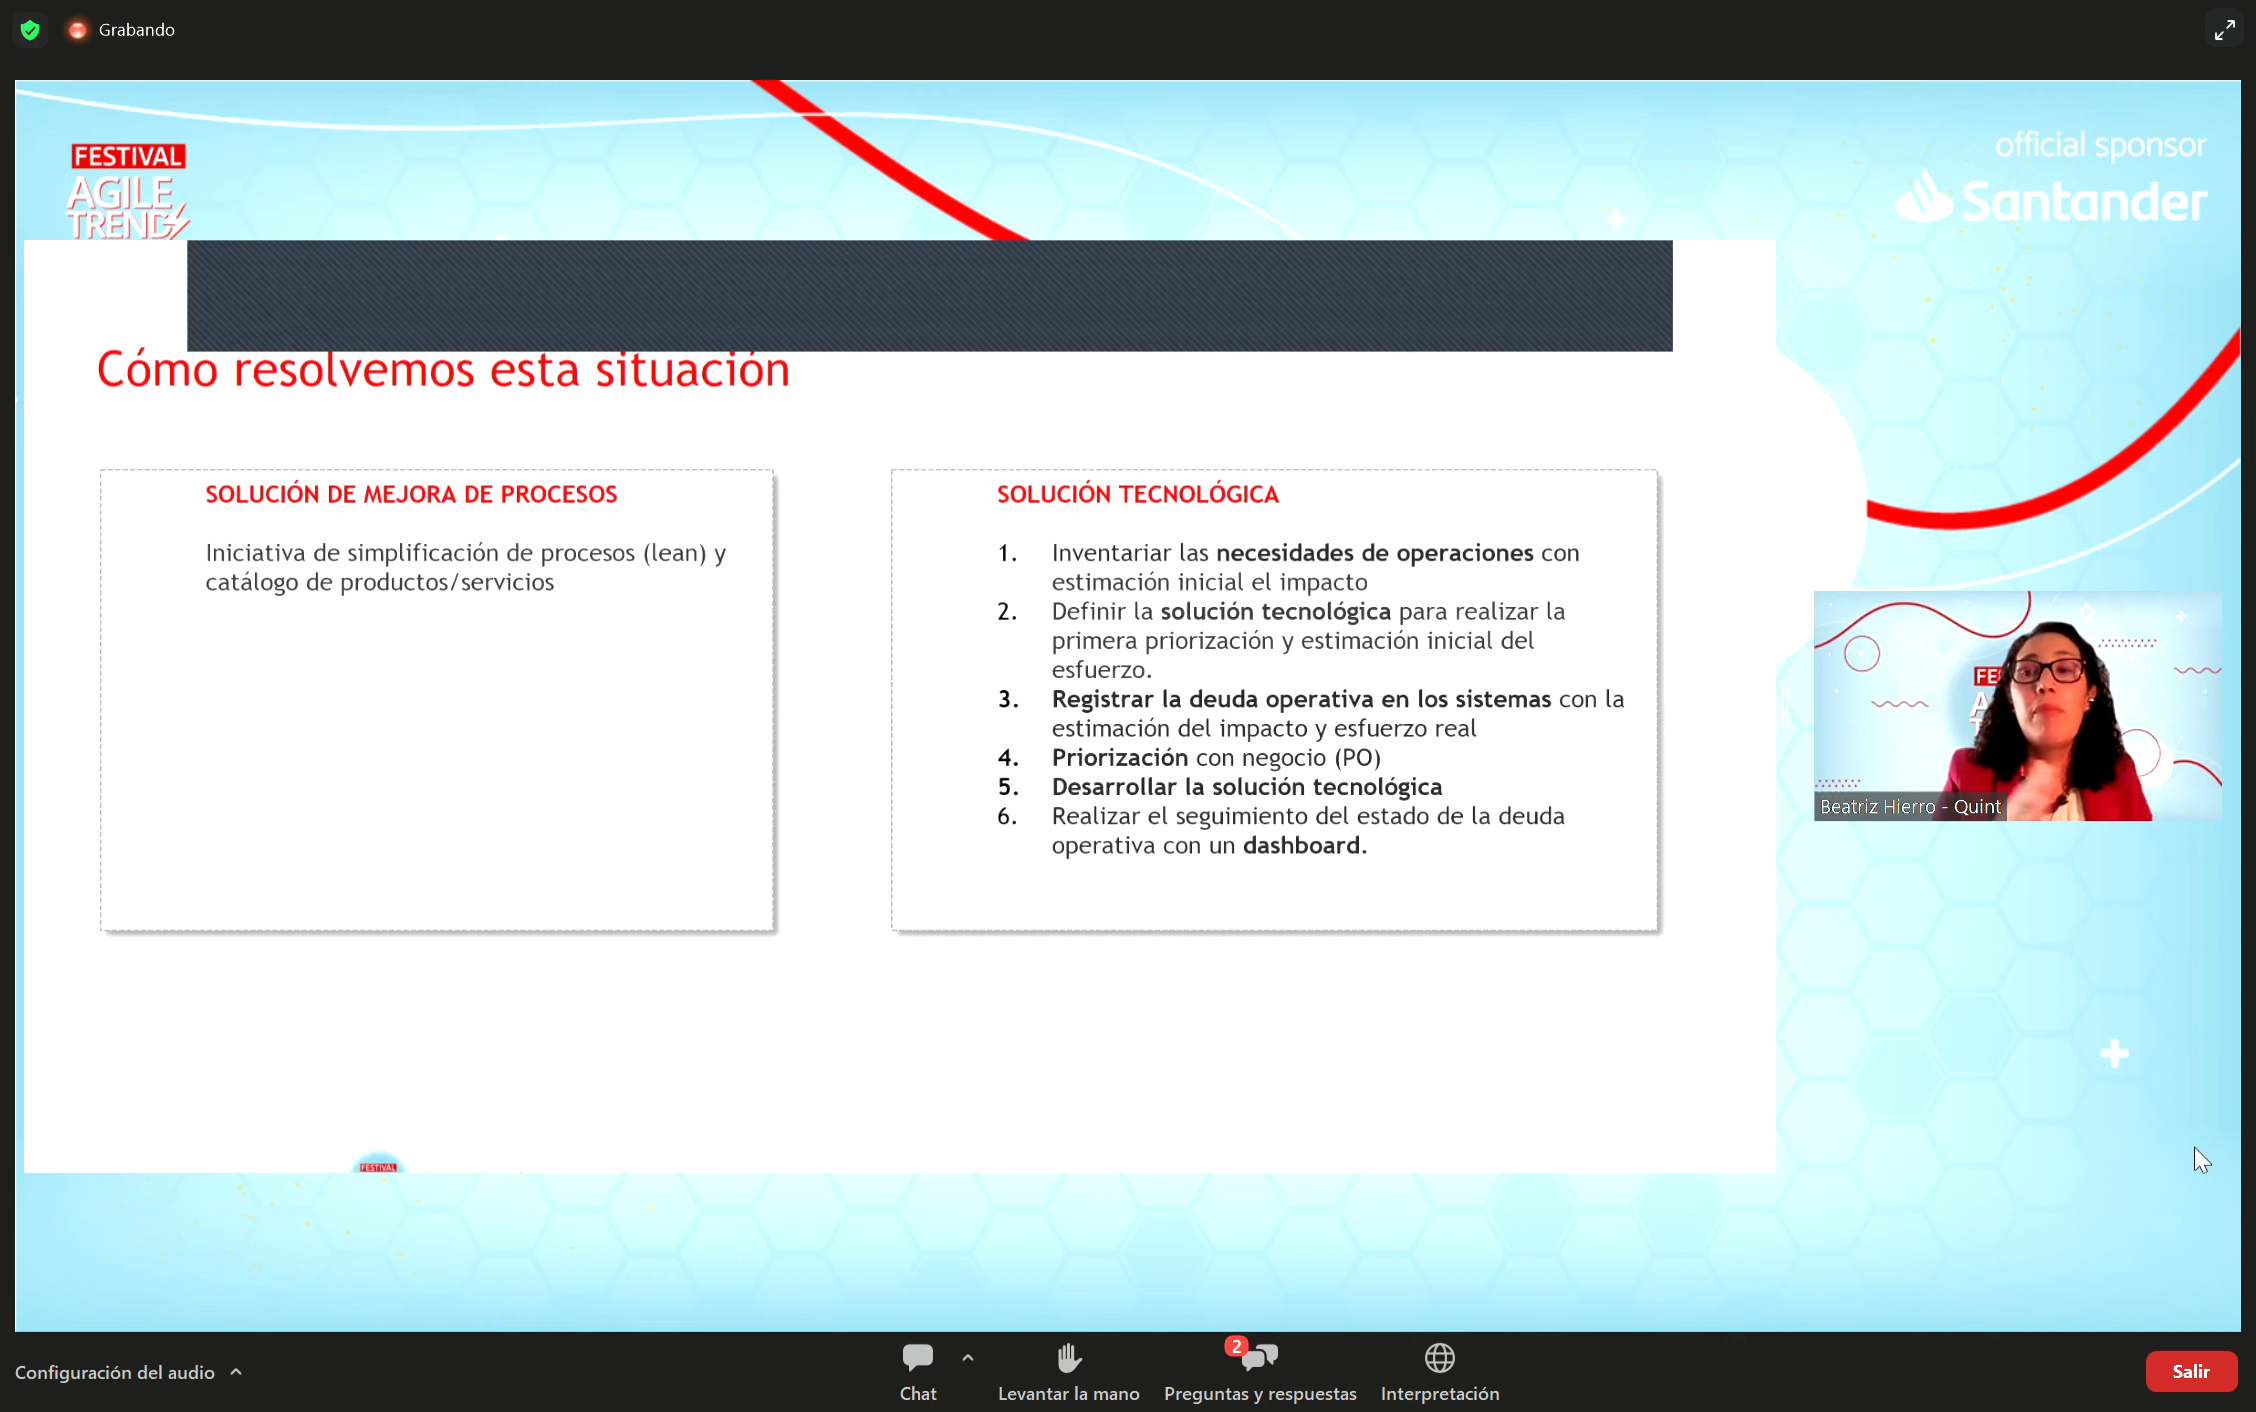 Grabando
FESTIVAL
AGILE
TRENDS
official sponsor
Santander
Cómo resolvemos esta situación
SOLUCIÓN DE MEJORA DE PROCESOS
Iniciativa de simplificación de procesos (lean) y
catálogo de productos/servicios
SOLUCIÓN TECNOLÓGICA
1. Inventariar las necesidades de operaciones con
estimación inicial el impacto
2. Definir la solución tecnológica para realizar la
primera priorización y estimación inicial del
esfuerzo.
3. Registrar la deuda operativa en los sistemas con la
estimación del impacto y esfuerzo real
4. Priorización con negocio (PO)
5. Desarrollar la solución tecnológica
6. Realizar el seguimiento del estado de la deuda
operativa con un dashboard.
FE
A
T
Beatriz Hierro - Quint
FESTIVAL
Configuración del audio
Chat
Levantar la mano
2
Preguntas y respuestas
Interpretación
Salir